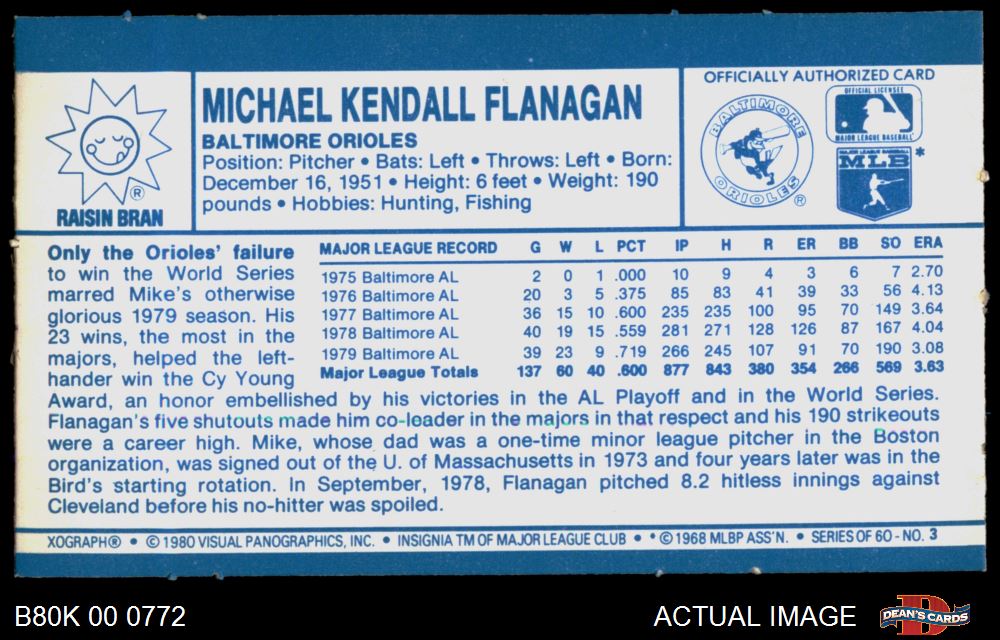 OFFICIALLY AUTHORIZED CARD
RAISIN BRAN
®
MICHAEL KENDALL FLANAGAN
BALTIMORE ORIOLES
Position: Pitcher • Bats: Left • Throws: Left • Born:
December 16, 1951 • Height: 6 feet • Weight: 190
pounds • Hobbies: Hunting, Fishing
BALTIMORE
ORIOLES
®
OFFICIAL LICENSEE
MAJOR LEAGUE BASEBALL
MAJOR LEAGUE BASEBALL
MLB *
Only the Orioles' failure
to win the World Series
marred Mike's otherwise
glorious 1979 season. His
23 wins, the most in the
majors, helped the left-
hander win the Cy Young
MAJOR LEAGUE RECORD G W L PCT IP H R ER BB SO ERA
1975 Baltimore AL 2 0 1 .000 10 9 4 3 6 7 2.70
1976 Baltimore AL 20 3 5 .375 85 83 41 39 33 56 4.13
1977 Baltimore AL 36 15 10 .600 235 235 100 95 70 149 3.64
1978 Baltimore AL 40 19 15 .559 281 271 128 126 87 167 4.04
1979 Baltimore AL 39 23 9 .719 266 245 107 91 70 190 3.08
Major League Totals 137 60 40 .600 877 843 380 354 266 569 3.63
Award, an honor embellished by his victories in the AL Playoff and in the World Series.
Flanagan's five shutouts made him co-leader in the majors in that respect and his 190 strikeouts
were a career high. Mike, whose dad was a one-time minor league pitcher in the Boston
organization, was signed out of the U. of Massachusetts in 1973 and four years later was in the
Bird's starting rotation. In September, 1978, Flanagan pitched 8.2 hitless innings against
Cleveland before his no-hitter was spoiled.
XOGRAPH® • © 1980 VISUAL PANOGRAPHICS, INC. • INSIGNIA TM OF MAJOR LEAGUE CLUB • * © 1968 MLBP ASS'N. • SERIES OF 60 - NO. 3
B80K 00 0772
ACTUAL IMAGE
D
DEAN'S CARDS